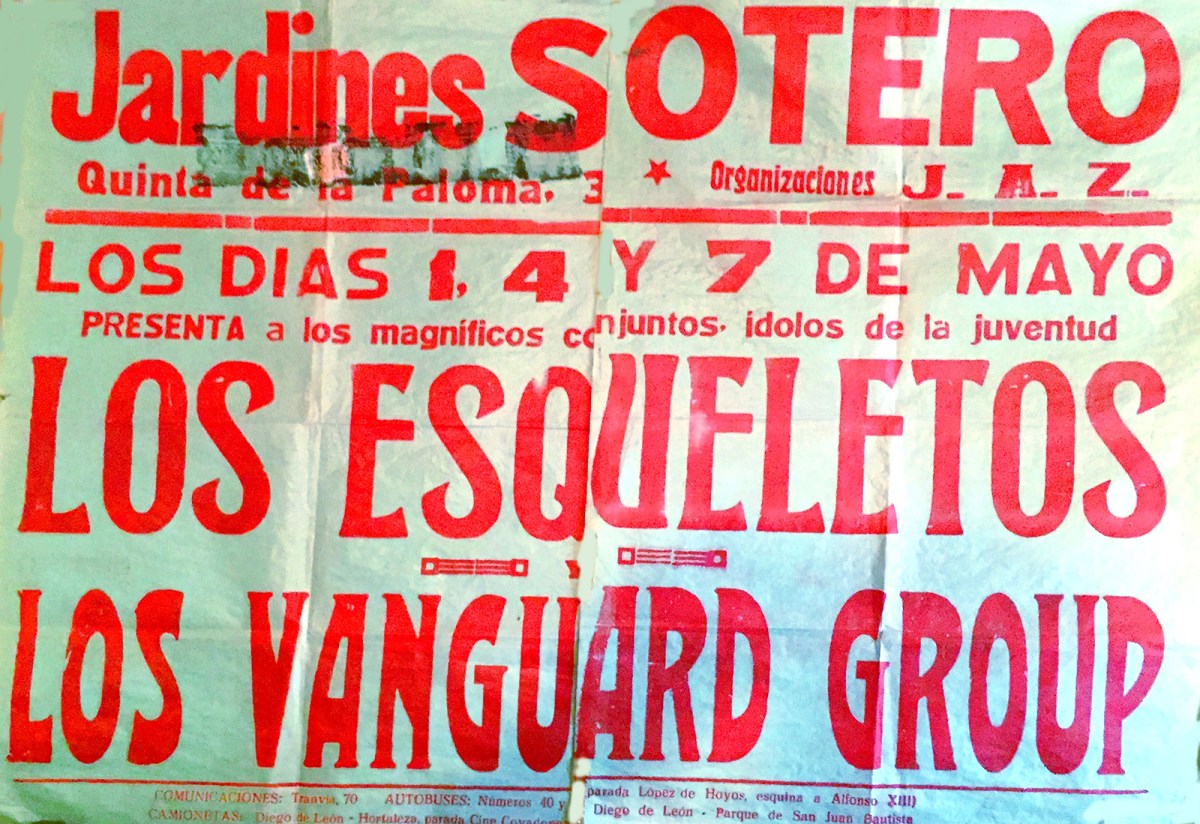 Jardines SOTERO
Quinta de la Paloma, 3 Organizaciones J. A. Z.
LOS DIAS 1, 4 Y 7 DE MAYO
PRESENTA a los magníficos conjuntos, ídolos de la juventud
LOS ESQUELETOS
Y
LOS VANGUARD GROUP
COMUNICACIONES: Tranvía, 70 AUTOBUSES: Números 40 y parada López de Hoyos, esquina a Alfonso XIII)
CAMIONETAS: Diego de León - Hortaleza, parada Cine Diego de León - Parque de San Juan Bautista